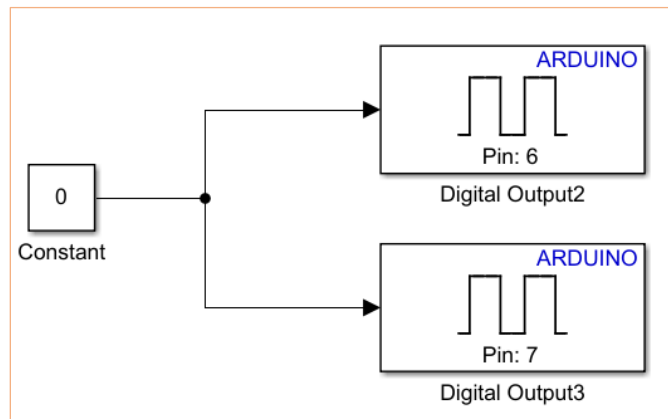 ARDUINO
Pin: 6
Digital Output2
0
Constant
ARDUINO
Pin: 7
Digital Output3